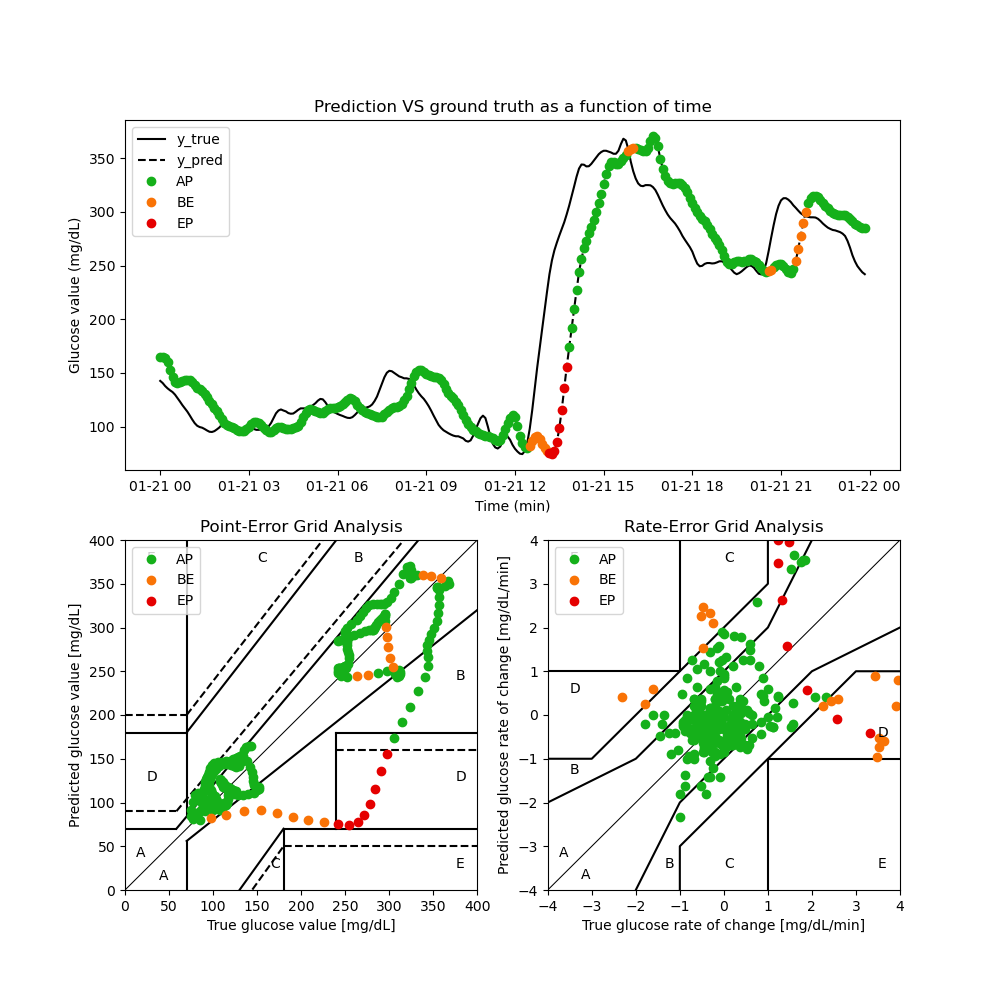 Prediction VS ground truth as a function of time
Glucose value (mg/dL)
350
300
250
200
150
100
y_true
y_pred
AP
BE
EP
01-21 00 01-21 03 01-21 06 01-21 09 01-21 12 01-21 15 01-21 18 01-21 21 01-22 00
Time (min)
Point-Error Grid Analysis
Predicted glucose value [mg/dL]
400
350
300
250
200
150
100
50
0
AP
BE
EP
C
B
B
D
D
A
A
C
E
0 50 100 150 200 250 300 350 400
True glucose value [mg/dL]
Rate-Error Grid Analysis
Predicted glucose rate of change [mg/dL/min]
4
3
2
1
0
−1
−2
−3
−4
AP
BE
EP
C
D
D
B
A
A
B
C
E
−4 −3 −2 −1 0 1 2 3 4
True glucose rate of change [mg/dL/min]